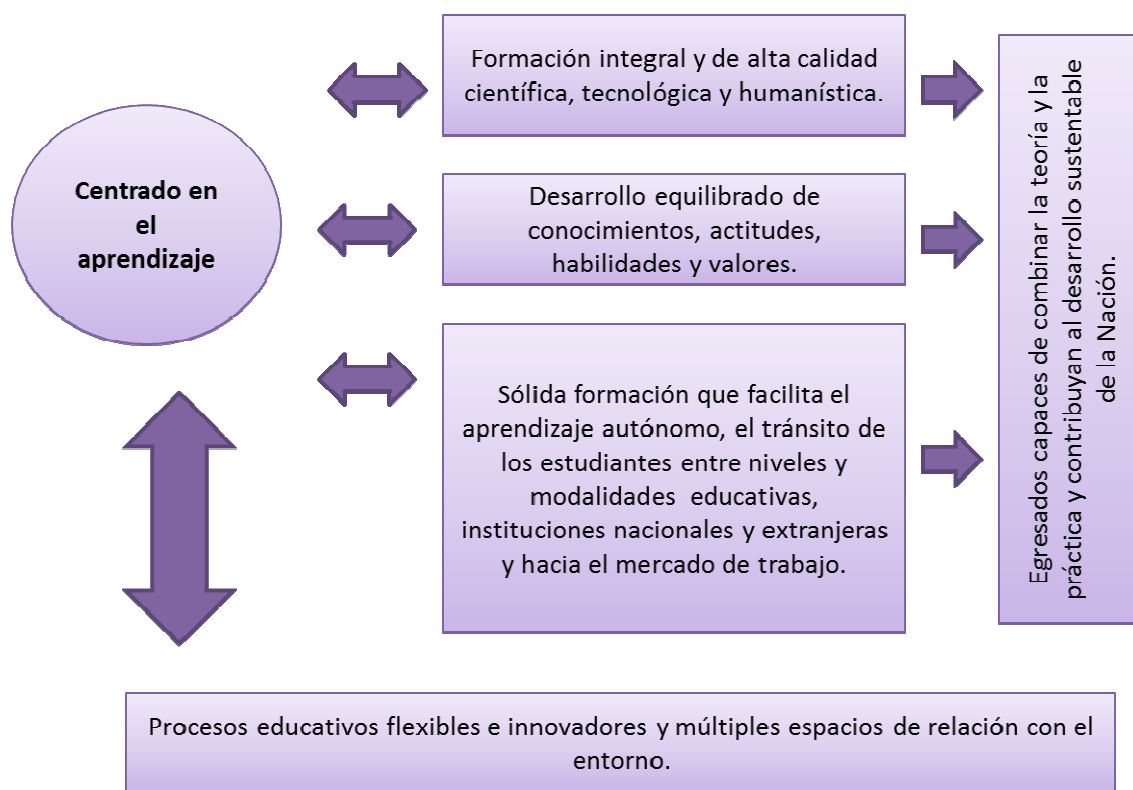 Centrado en
el
aprendizaje
Formación integral y de alta calidad
científica, tecnológica y humanística.
Desarrollo equilibrado de
conocimientos, actitudes,
habilidades y valores.
Sólida formación que facilita el
aprendizaje autónomo, el tránsito de
los estudiantes entre niveles y
modalidades educativas,
instituciones nacionales y extranjeras
y hacia el mercado de trabajo.
Egresados capaces de combinar la teoría y la
práctica y contribuyan al desarrollo sustentable
de la Nación.
Procesos educativos flexibles e innovadores y múltiples espacios de relación con el
entorno.